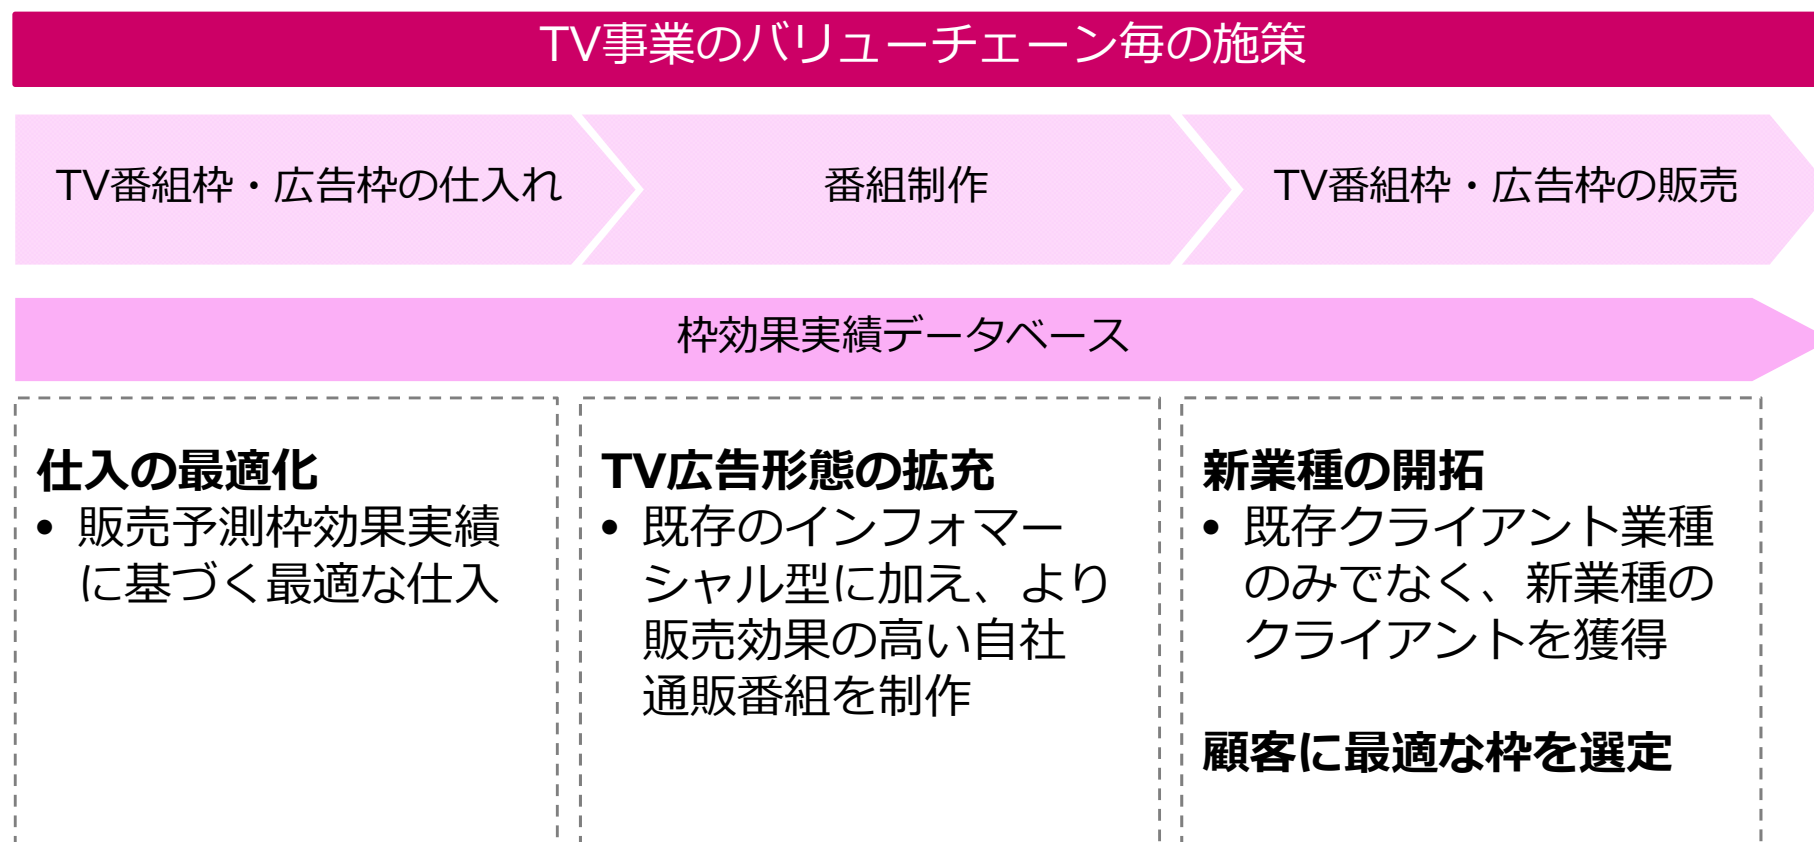 TV事業のバリューチェーン毎の施策
TV番組枠・広告枠の仕入れ
番組制作
TV番組枠・広告枠の販売
枠効果実績データベース
仕入の最適化
• 販売予測枠効果実績
に基づく最適な仕入
TV広告形態の拡充
• 既存のインフォマー
シャル型に加え、より
販売効果の高い自社
通販番組を制作
新業種の開拓
• 既存クライアント業種
のみでなく、新業種の
クライアントを獲得
顧客に最適な枠を選定